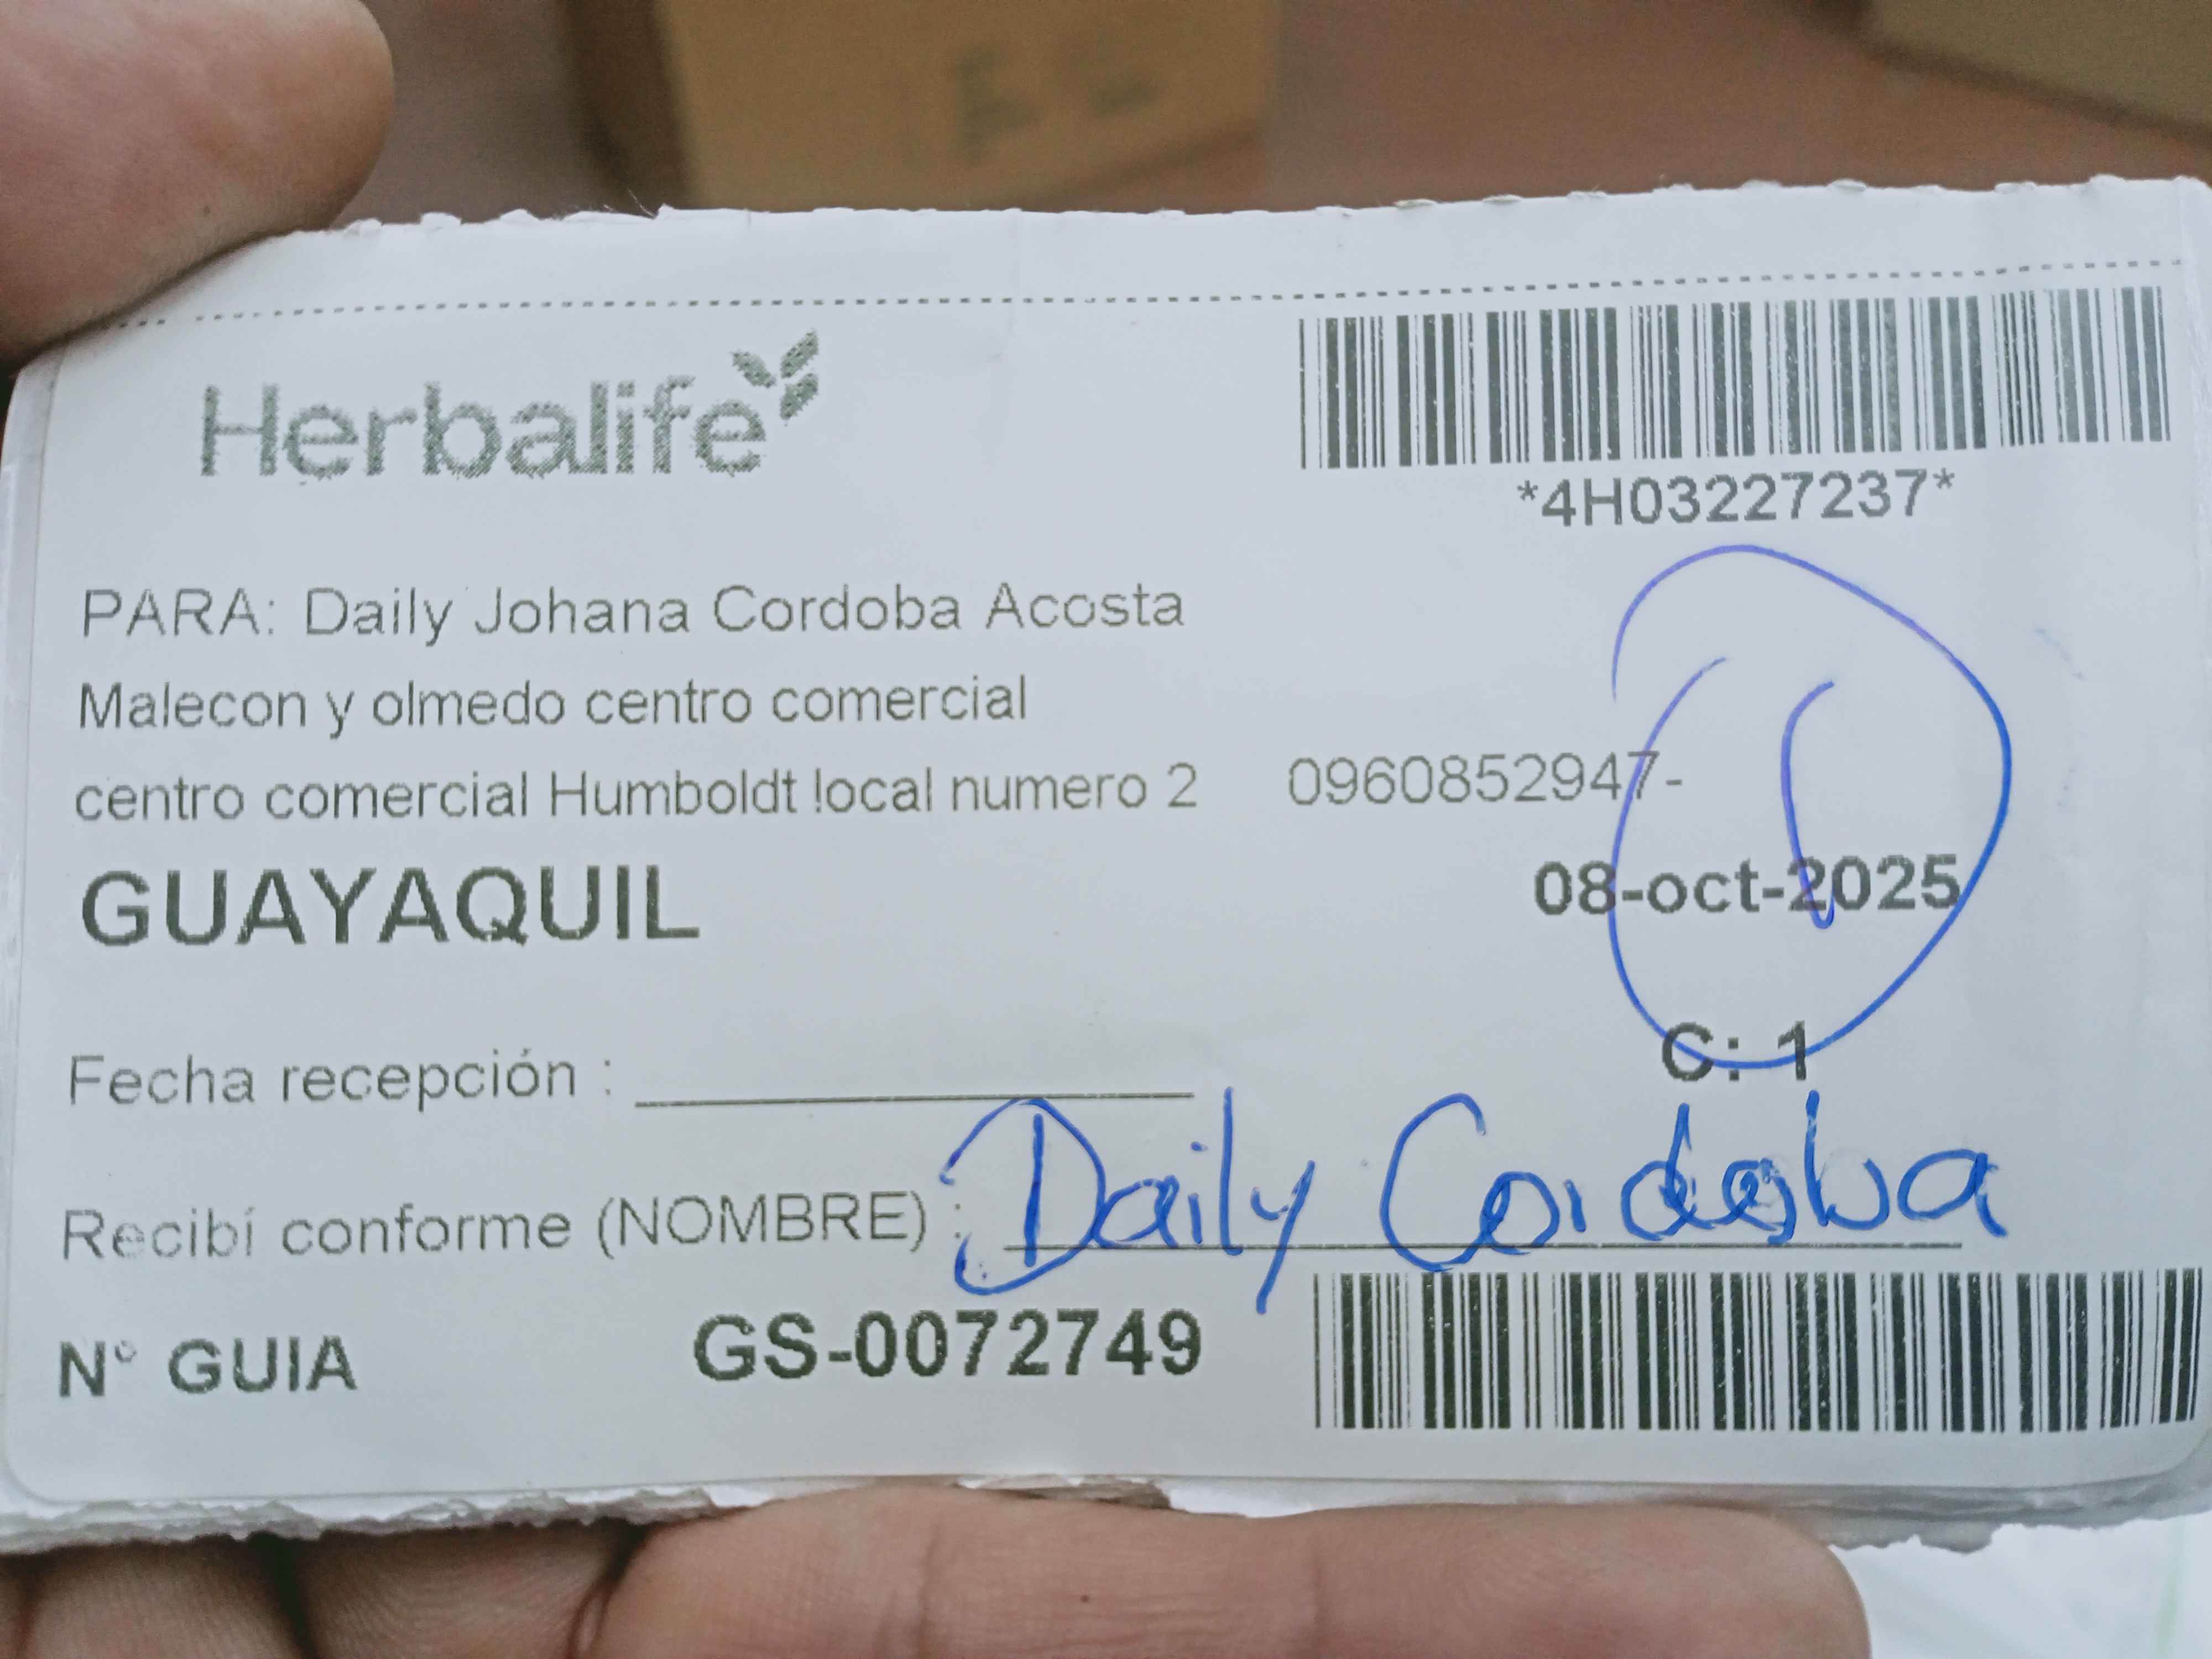 Herbalife
*4H03227237*
PARA: Daily Johana Cordoba Acosta
Malecon y olmedo centro comercial
centro comercial Humboldt local numero 2 0960852947-
GUAYAQUIL 08-oct-2025
1
C: 1
Fecha recepción :
Recibí conforme (NOMBRE) : Daily Cordoba
N° GUIA GS-0072749